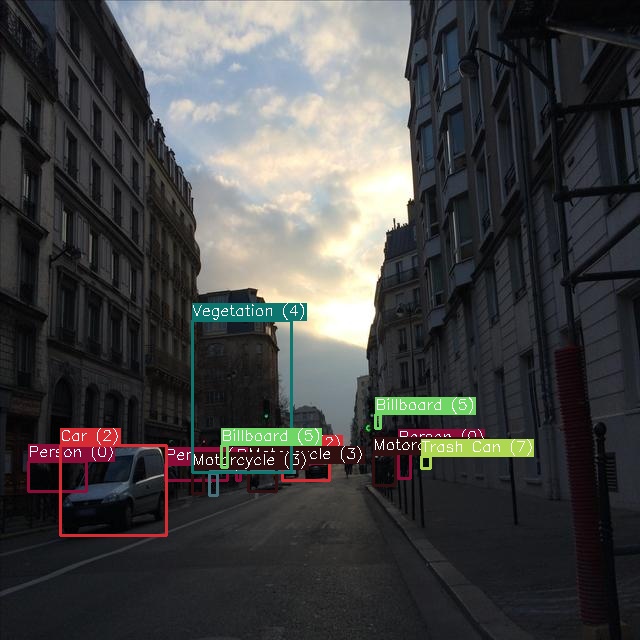 Vegetation (4)
Billboard (5)
Car (2)
Billboard (5)
Person (0)
Trash Can (7)
Person (0)
Motorcycle (3)